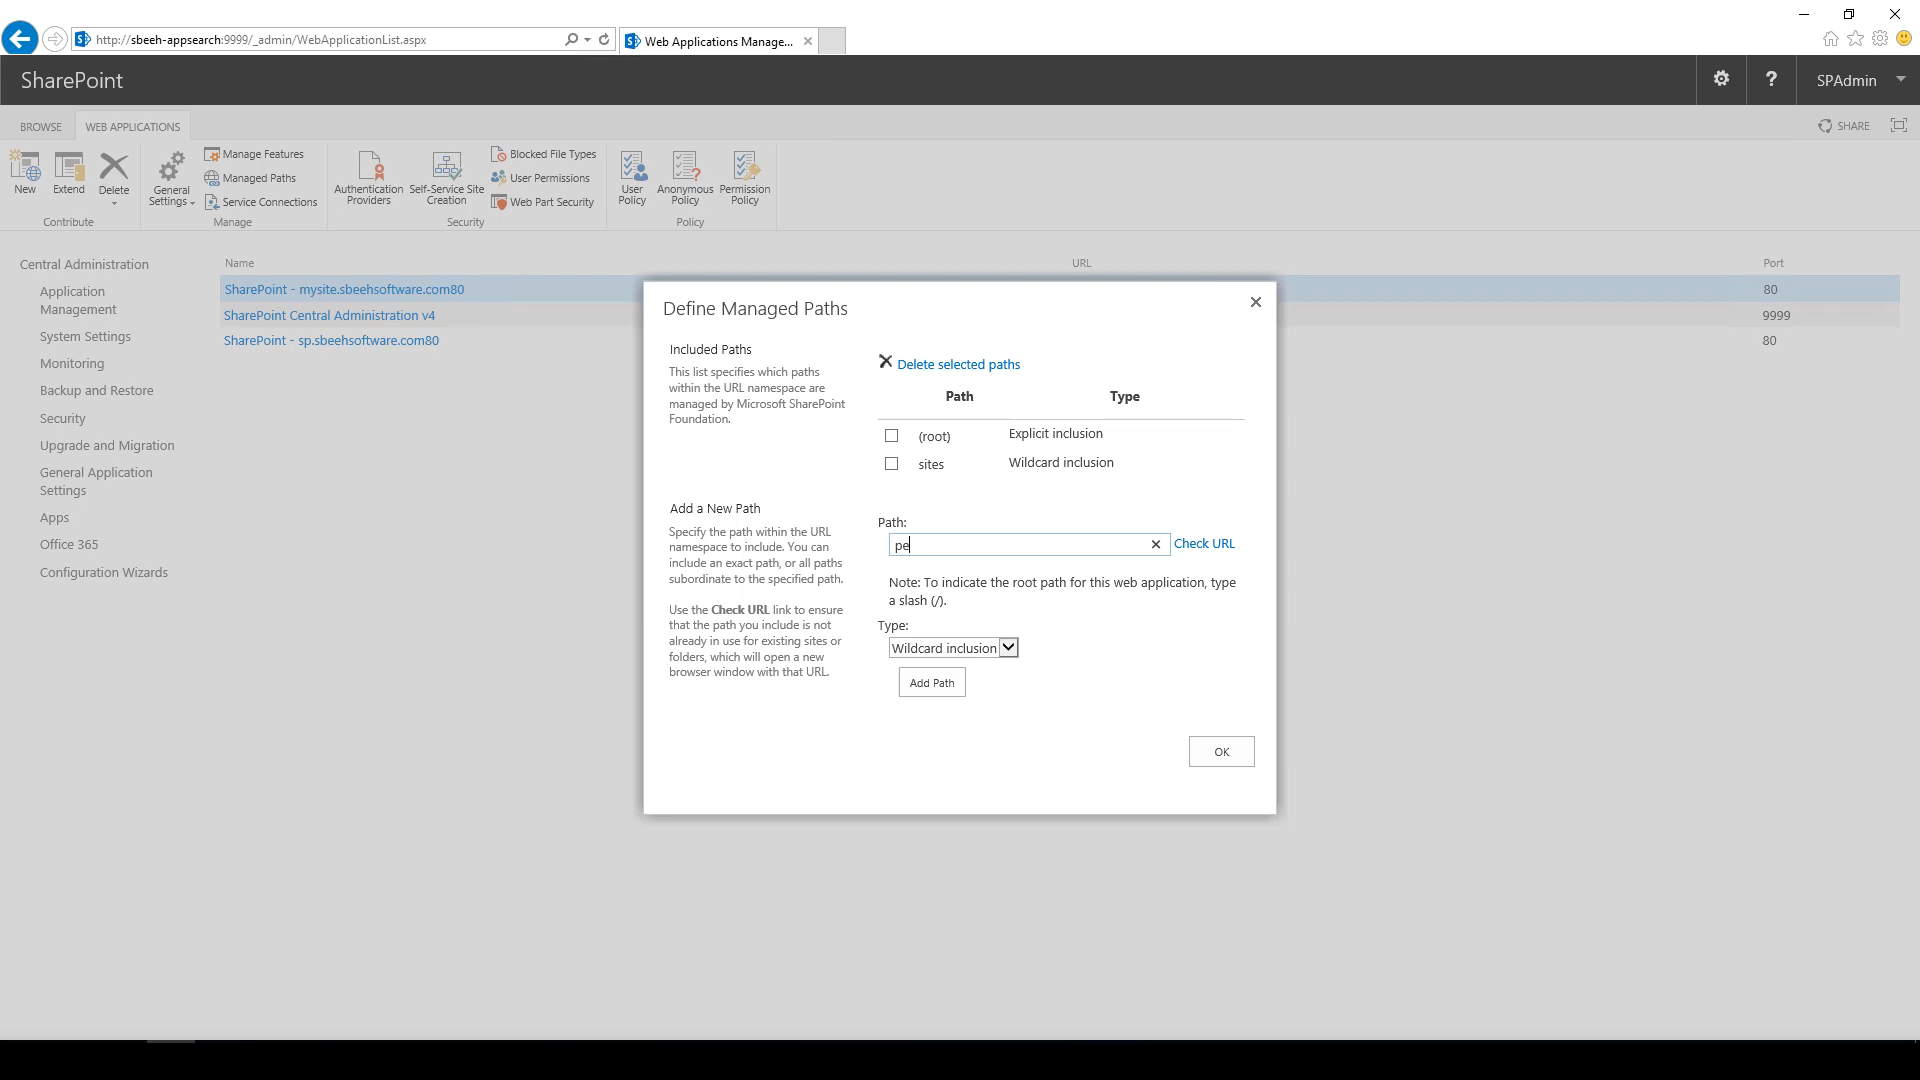 http://sbeeh-appsearch:9999/_admin/WebApplicationList.aspx
Web Applications Manage...
SharePoint
?
SPAdmin
BROWSE
WEB APPLICATIONS
SHARE
New
Extend
Delete
Contribute
General
Settings
Manage Features
Managed Paths
Service Connections
Manage
Authentication
Providers
Self-Service Site
Creation
Blocked File Types
User Permissions
Web Part Security
Security
User
Policy
Anonymous
Policy
Permission
Policy
Policy
Central Administration
Application
Management
System Settings
Monitoring
Backup and Restore
Security
Upgrade and Migration
General Application
Settings
Apps
Office 365
Configuration Wizards
Name URL Port
SharePoint - mysite.sbeehsoftware.com80 80
SharePoint Central Administration v4 9999
SharePoint - sp.sbeehsoftware.com80 80
Define Managed Paths
Included Paths
This list specifies which paths
within the URL namespace are
managed by Microsoft SharePoint
Foundation.
Delete selected paths
Path Type
(root) Explicit inclusion
sites Wildcard inclusion
Add a New Path
Specify the path within the URL
namespace to include. You can
include an exact path, or all paths
subordinate to the specified path.
Use the Check URL link to ensure
that the path you include is not
already in use for existing sites or
folders, which will open a new
browser window with that URL.
Path:
pe
Check URL
Note: To indicate the root path for this web application, type
a slash (/).
Type:
Wildcard inclusion
Add Path
OK